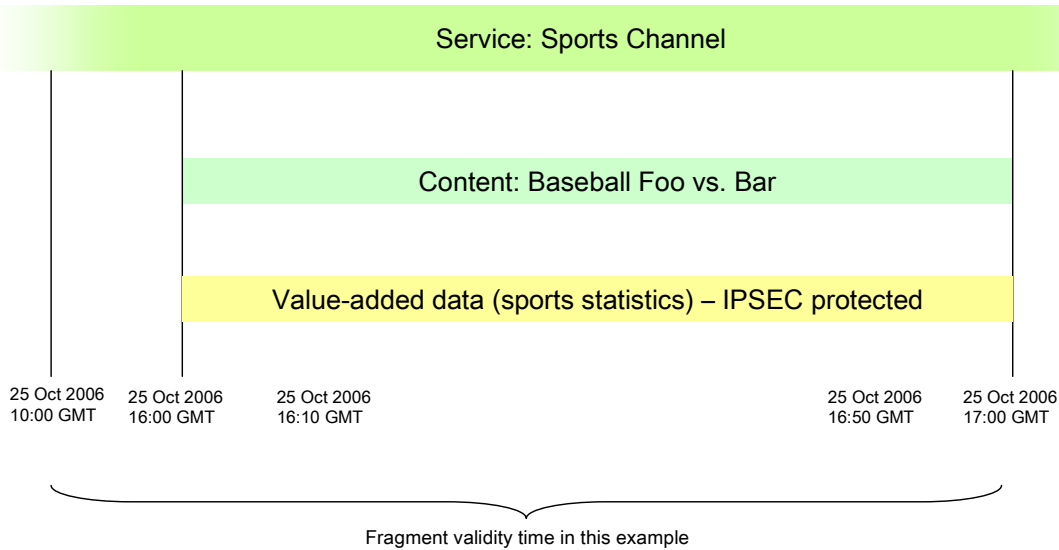 Service: Sports Channel
Content: Baseball Foo vs. Bar
Value-added data (sports statistics) – IPSEC protected
25 Oct 2006
10:00 GMT
25 Oct 2006
16:00 GMT
25 Oct 2006
16:10 GMT
25 Oct 2006
16:50 GMT
25 Oct 2006
17:00 GMT
Fragment validity time in this example